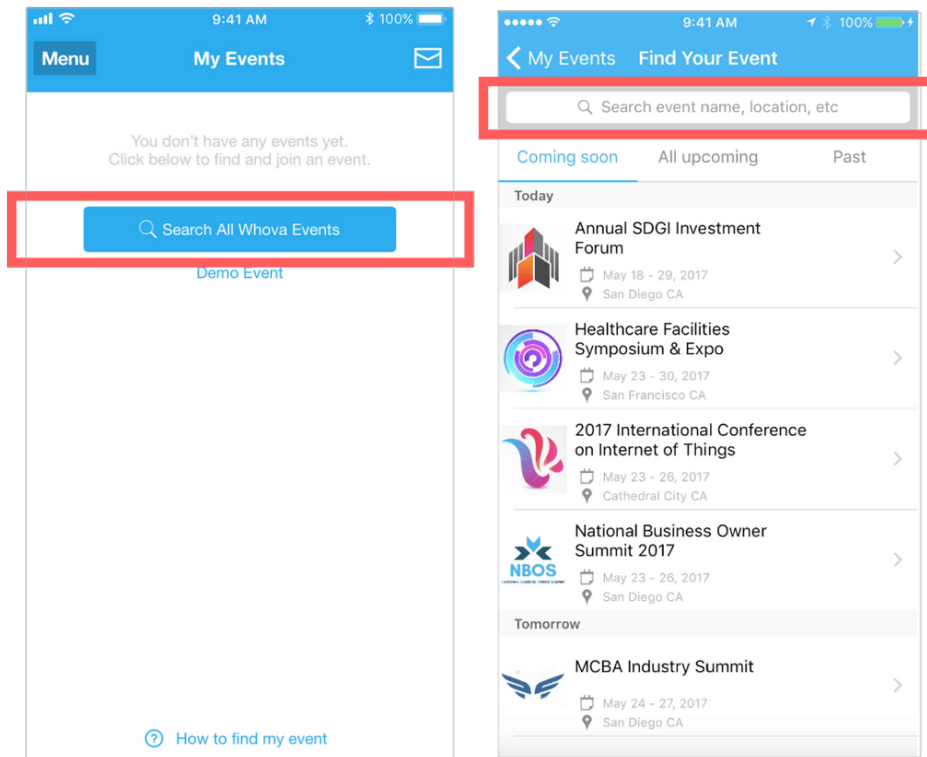 9:41 AM
100%
Menu
My Events
You don't have any events yet.
Click below to find and join an event.
Search All Whova Events
Demo Event
How to find my event
9:41 AM
100%
My Events
Find Your Event
Search event name, location, etc
Coming soon
All upcoming
Past
Today
Annual SDGI Investment
Forum
May 18 - 29, 2017
San Diego CA
Healthcare Facilities
Symposium & Expo
May 23 - 30, 2017
San Francisco CA
2017 International Conference
on Internet of Things
May 23 - 26, 2017
Cathedral City CA
National Business Owner
Summit 2017
NBOS
May 23 - 26, 2017
San Diego CA
Tomorrow
MCBA Industry Summit
May 24 - 27, 2017
San Diego CA